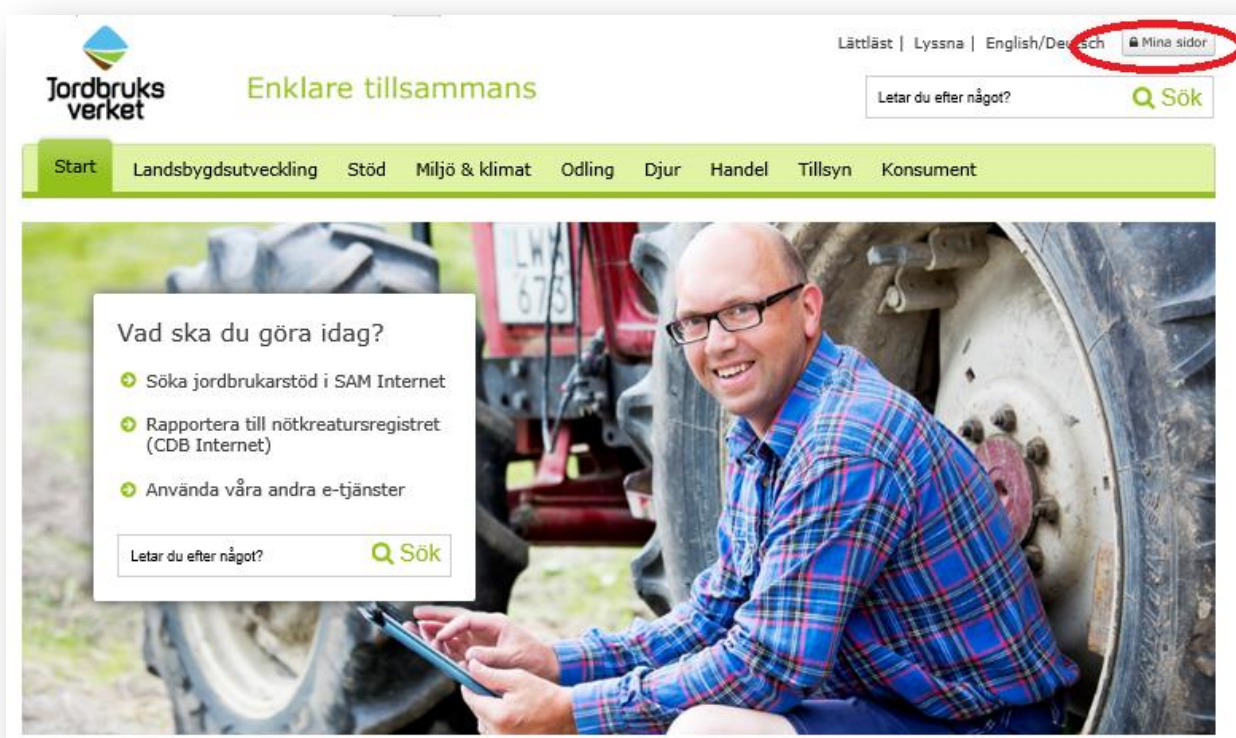 Lättläst | Lyssna | English/Deutsch Mina sidor
Jordbruks
verket
Enklare tillsammans
Letar du efter något? Sök
Start Landsbygdsutveckling Stöd Miljö & klimat Odling Djur Handel Tillsyn Konsument
Vad ska du göra idag?
Söka jordbrukarstöd i SAM Internet
Rapportera till nötkreatursregistret
(CDB Internet)
Använda våra andra e-tjänster
Letar du efter något? Sök